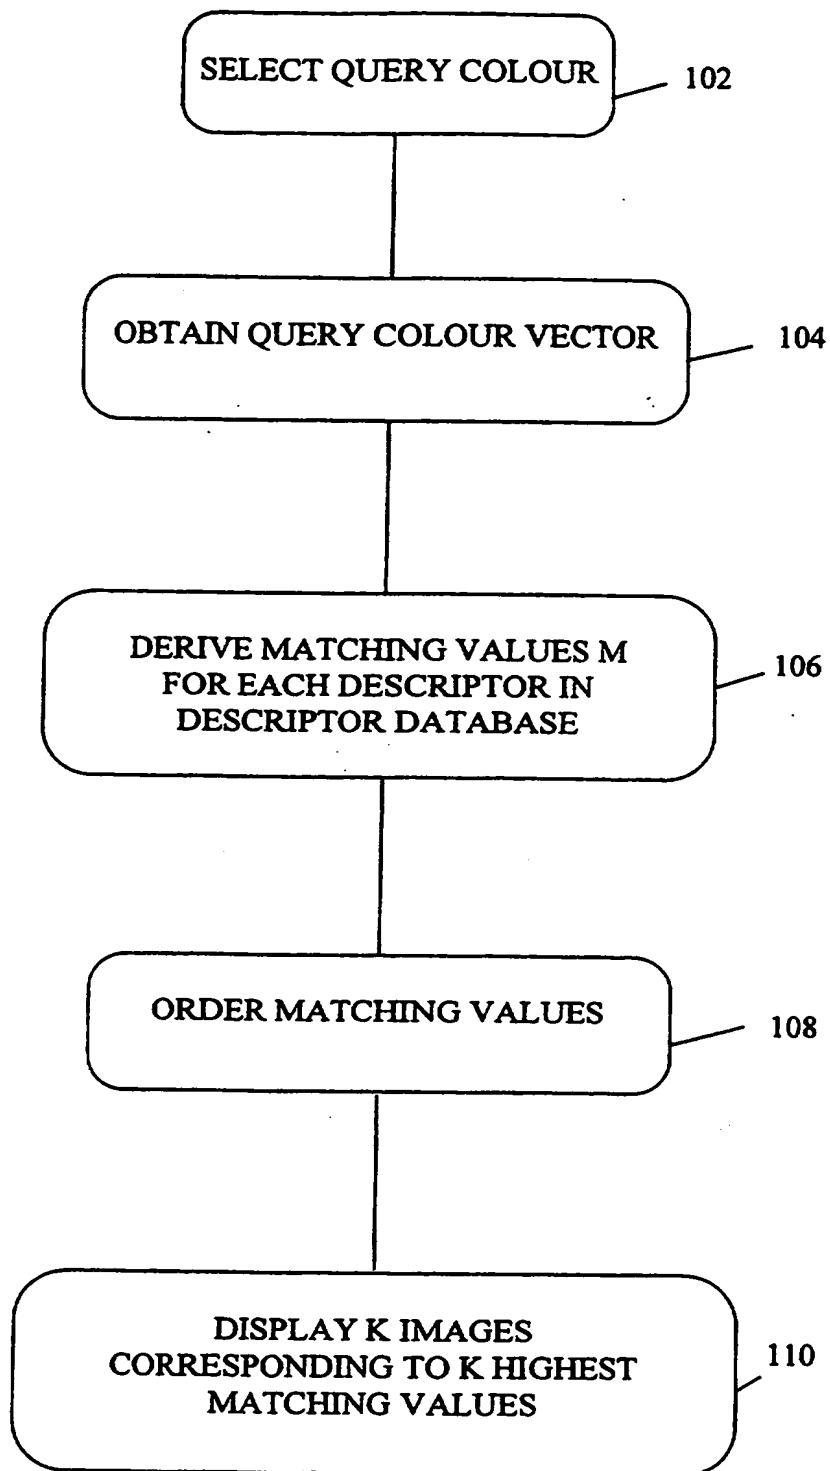 SELECT QUERY COLOUR
102
OBTAIN QUERY COLOUR VECTOR
104
DERIVE MATCHING VALUES M
FOR EACH DESCRIPTOR IN
DESCRIPTOR DATABASE
106
ORDER MATCHING VALUES
108
DISPLAY K IMAGES
CORRESPONDING TO K HIGHEST
MATCHING VALUES
110